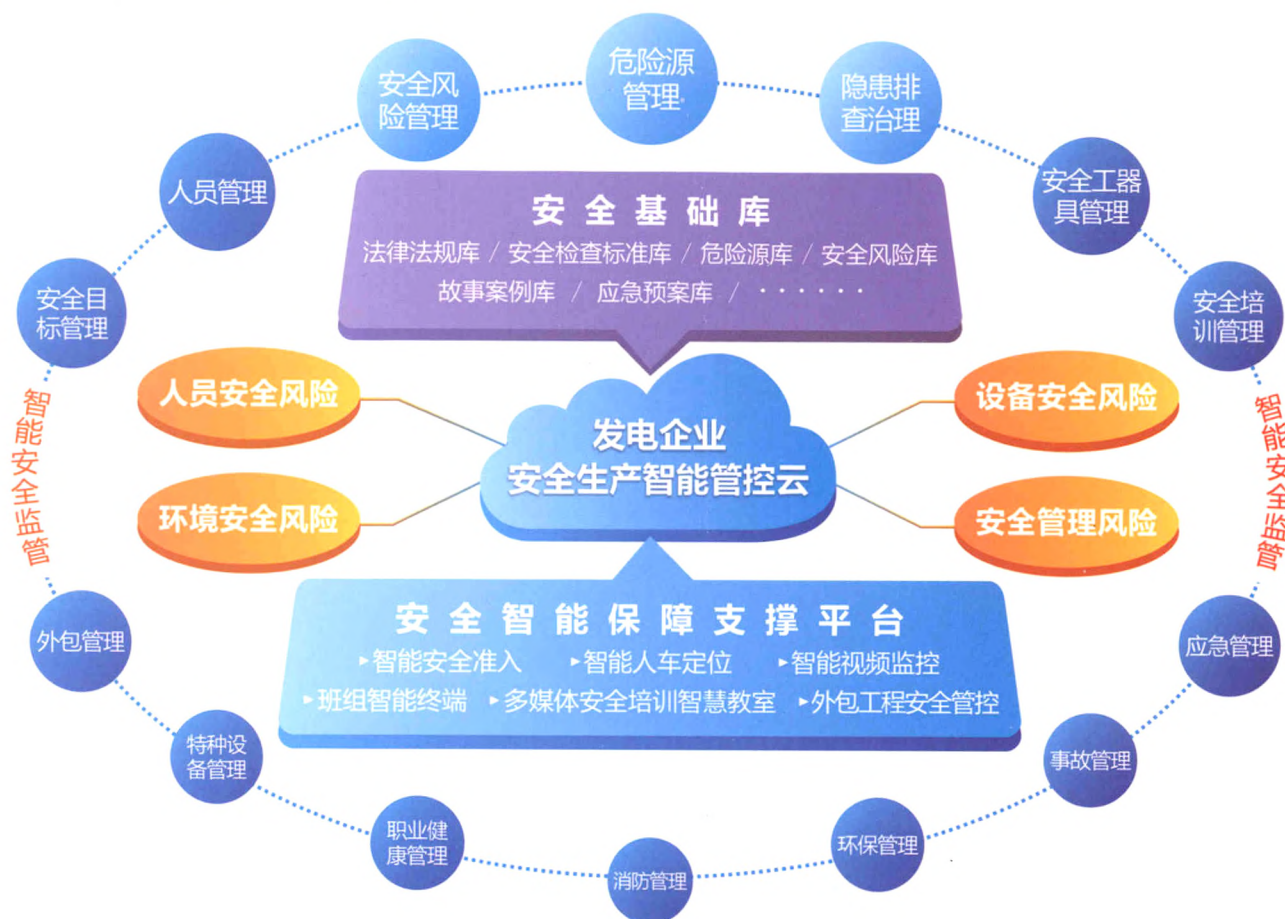 危险源
管理
安全风
险管理
隐患排
查治理
人员管理
安全工器
具管理
安全目
标管理
安全培
训管理
安全基础库
法律法规库 / 安全检查标准库 / 危险源库 / 安全风险库
故事案例库 / 应急预案库 / ······
人员安全风险
设备安全风险
发电企业
安全生产智能管控云
环境安全风险
安全管理风险
智能安全监管
智能安全监管
安全智能保障支撑平台
▸智能安全准入 ▸智能人车定位 ▸智能视频监控
▸班组智能终端 ▸多媒体安全培训智慧教室 ▸外包工程安全管控
外包管理
应急管理
特种设
备管理
事故管理
职业健
康管理
环保管理
消防管理